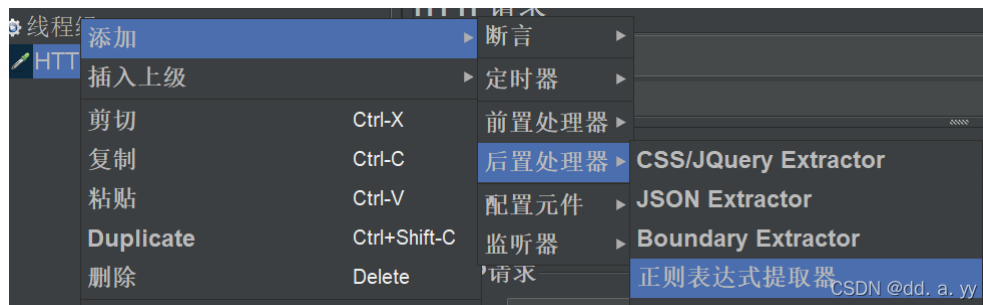 HTTP 请求
线程组
HTT
添加
插入上级
剪切 Ctrl-X
复制 Ctrl-C
粘贴 Ctrl-V
Duplicate Ctrl+Shift-C
删除 Delete
断言
定时器
前置处理器
后置处理器
配置元件
监听器
请求
CSS/JQuery Extractor
JSON Extractor
Boundary Extractor
正则表达式提取器
CSDN @dd. a. yy